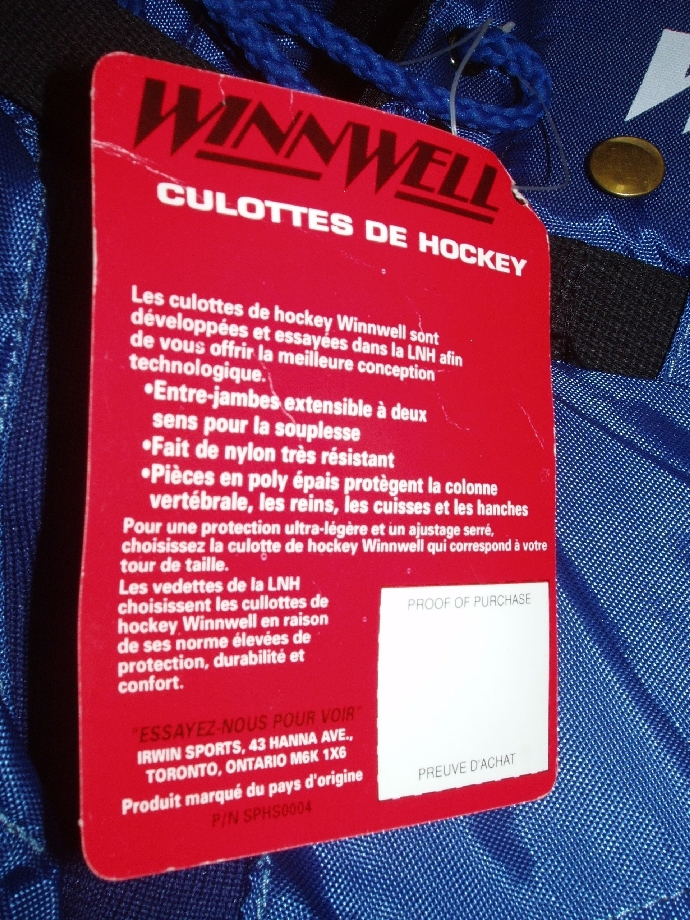 WINNWELL
CULOTTES DE HOCKEY
Les culottes de hockey Winnwell sont
développées et essayées dans la LNH afin
de vous offrir la meilleure conception
technologique.
•Entre-jambes extensible à deux
sens pour la souplesse
•Fait de nylon très résistant
•Pièces en poly épais protègent la colonne
vertébrale, les reins, les cuisses et les hanches
Pour une protection ultra-légère et un ajustage serré,
choisissez la culotte de hockey Winnwell qui correspond à votre
tour de taille.
Les vedettes de la LNH
choisissent les cullottes de
hockey Winnwell en raison
de ses norme élevées de
protection, durabilité et
confort.
"ESSAYEZ-NOUS POUR VOIR"
IRWIN SPORTS, 43 HANNA AVE.,
TORONTO, ONTARIO M6K 1X6
Produit marqué du pays d'origine
P/N SPHS0004
PROOF OF PURCHASE
PREUVE D'ACHAT